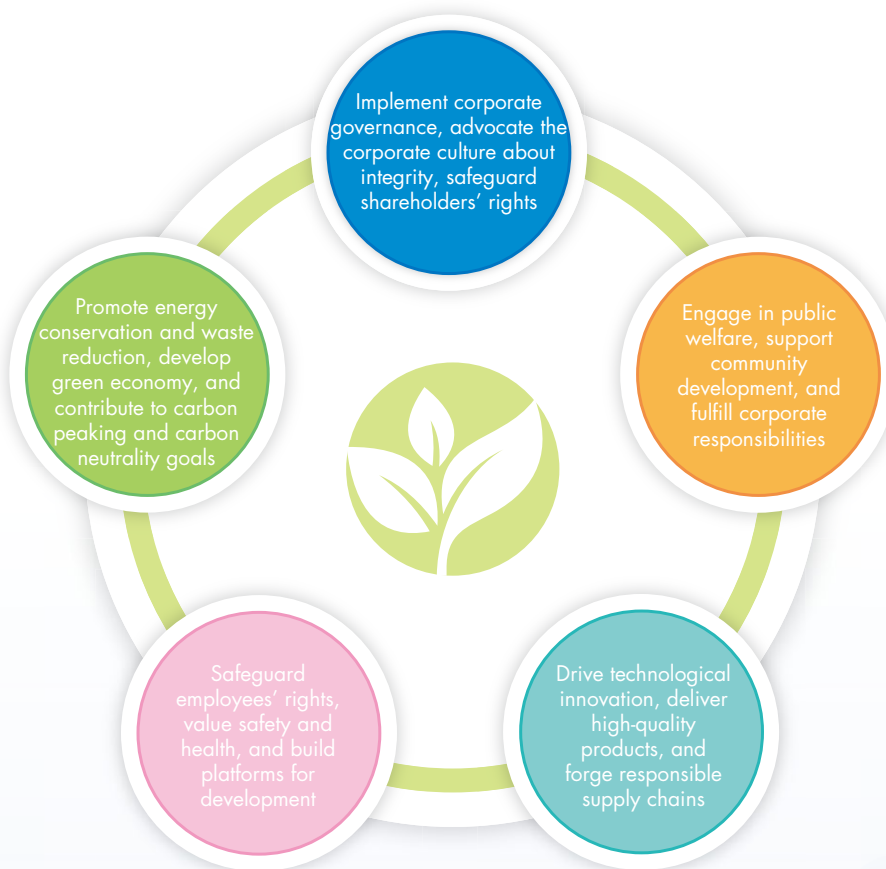 Implement corporate
governance, advocate the
corporate culture about
integrity, safeguard
shareholders’ rights
Promote energy
conservation and waste
reduction, develop
green economy, and
contribute to carbon
peaking and carbon
neutrality goals
Engage in public
welfare, support
community
development, and
fulfill corporate
responsibilities
Safeguard
employees’ rights,
value safety and
health, and build
platforms for
development
Drive technological
innovation, deliver
high-quality
products, and
forge responsible
supply chains